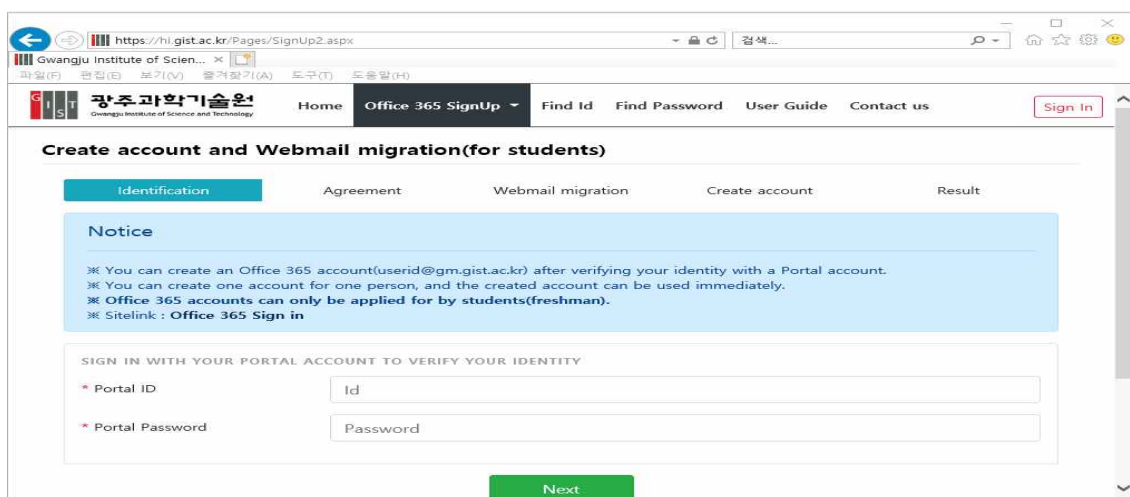 https://hi.gist.ac.kr/Pages/SignUp2.aspx
검색...
Gwangju Institute of Scien...
파일(F) 편집(E) 보기(V) 즐겨찾기(A) 도구(T) 도움말(H)
GIST 광주과학기술원 Home Office 365 SignUp Find Id Find Password User Guide Contact us Sign In
Gwangju Institute of Science and Technology
Create account and Webmail migration(for students)
Identification Agreement Webmail migration Create account Result
Notice
※ You can create an Office 365 account(userid@gm.gist.ac.kr) after verifying your identity with a Portal account.
※ You can create one account for one person, and the created account can be used immediately.
※ Office 365 accounts can only be applied for by students(freshman).
※ Sitelink : Office 365 Sign in
SIGN IN WITH YOUR PORTAL ACCOUNT TO VERIFY YOUR IDENTITY
* Portal ID Id
* Portal Password Password
Next